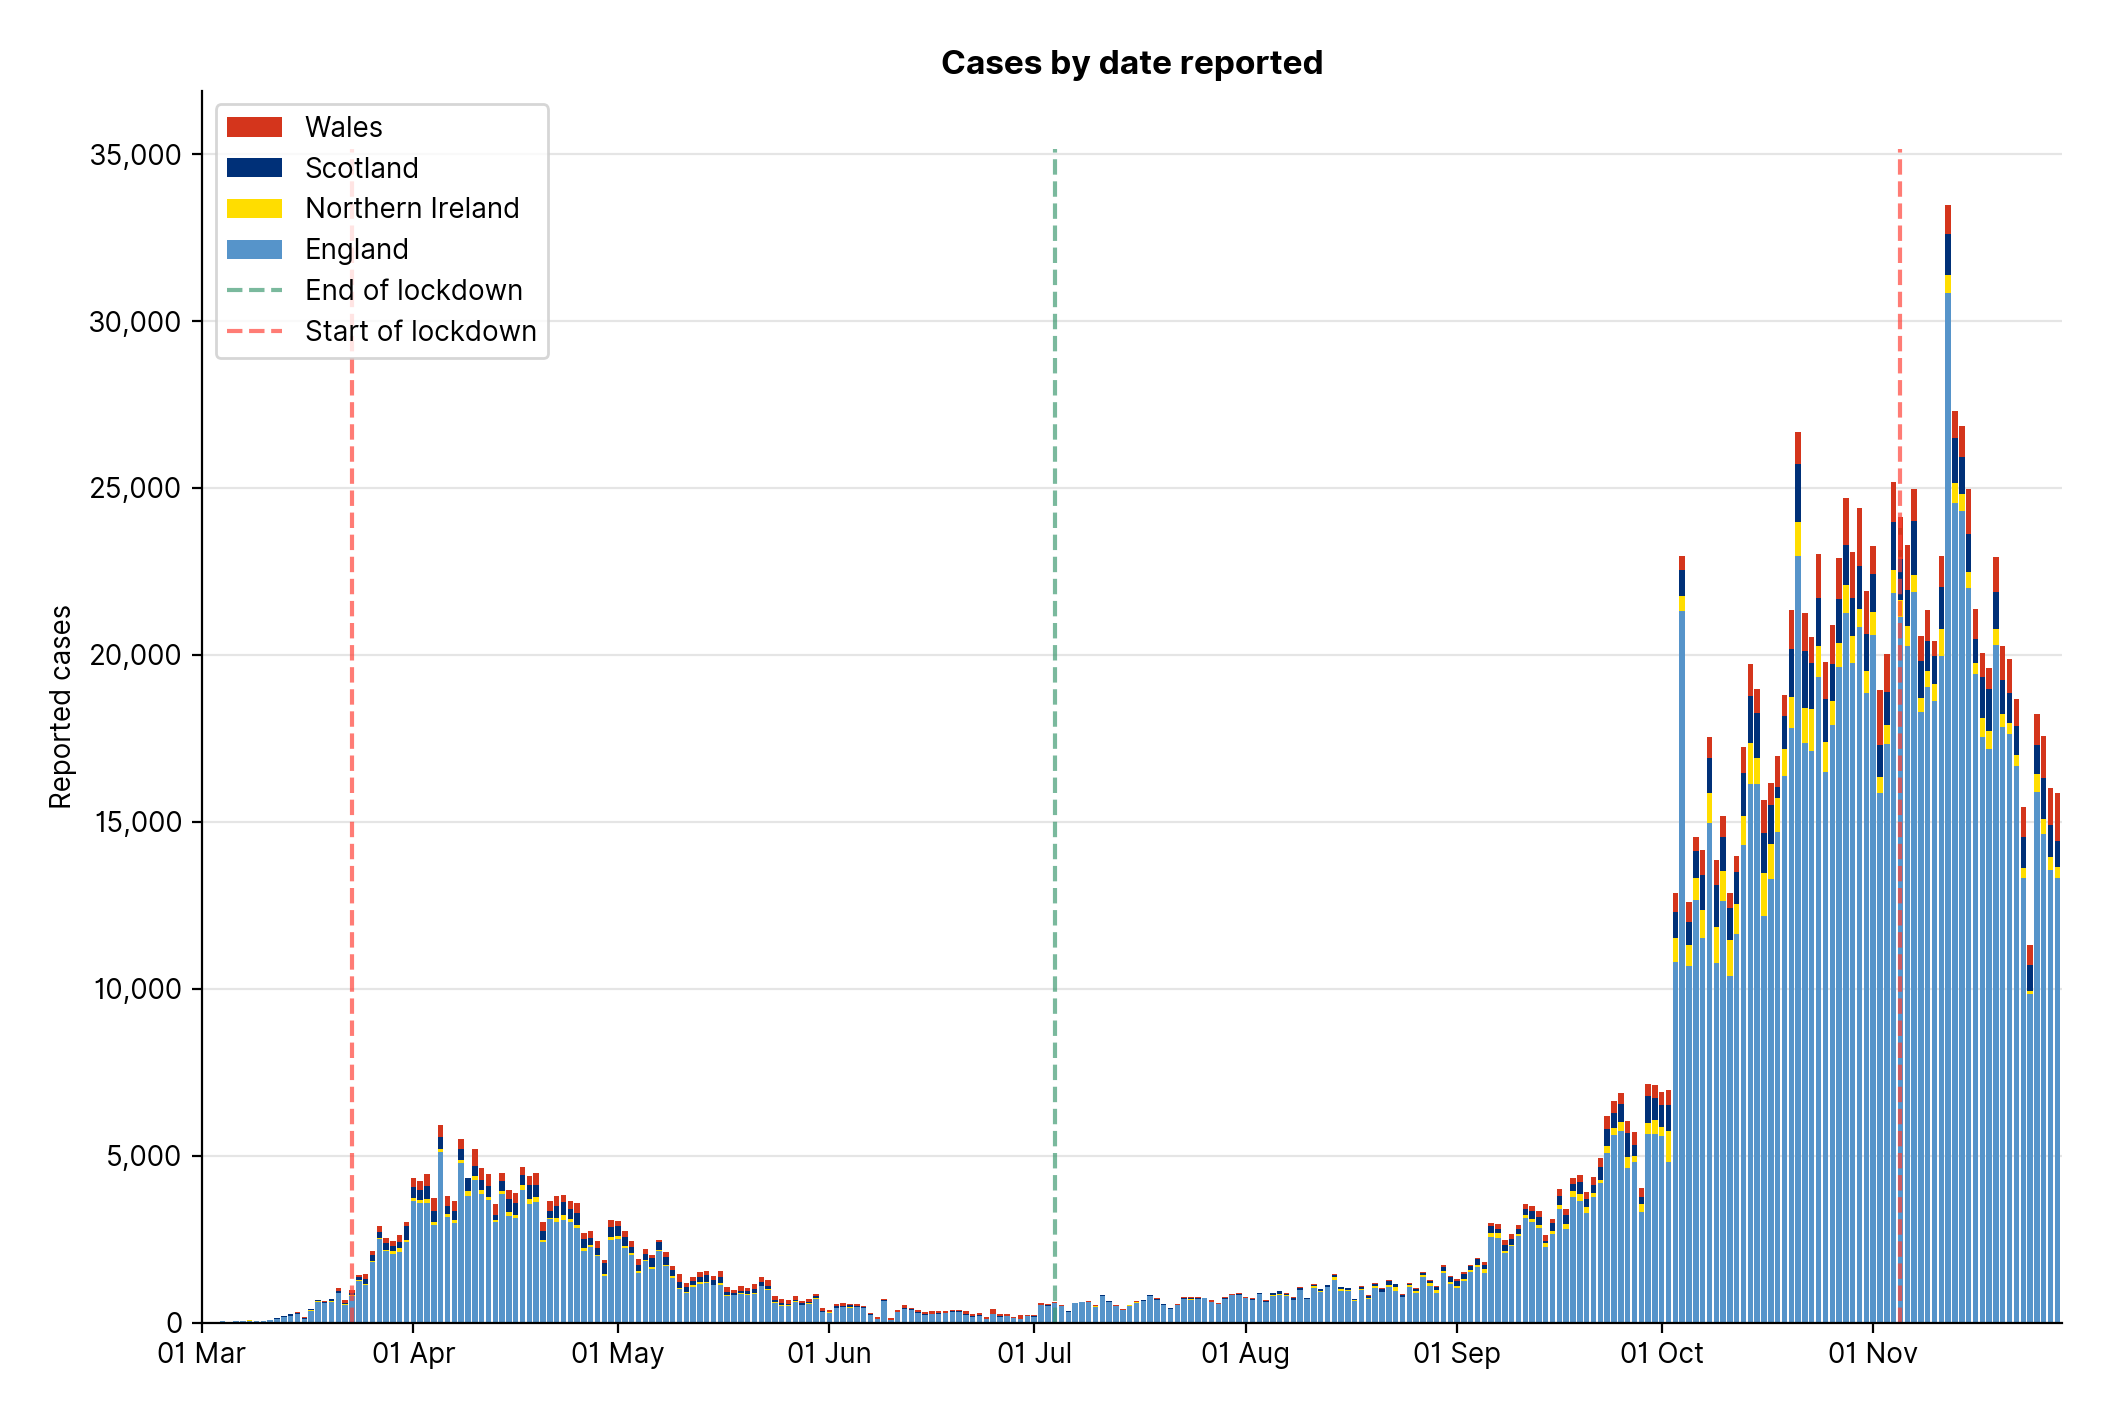 Cases by date reported
Wales
Scotland
Northern Ireland
England
End of lockdown
Start of lockdown
Reported cases
35,000
30,000
25,000
20,000
15,000
10,000
5,000
0
01 Mar
01 Apr
01 May
01 Jun
01 Jul
01 Aug
01 Sep
01 Oct
01 Nov